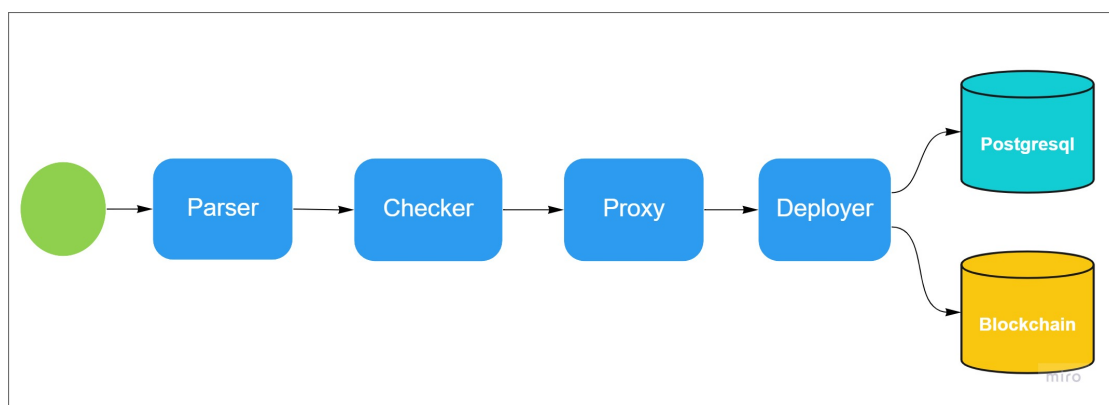 Parser
Checker
Proxy
Deployer
Postgresql
Blockchain
miro